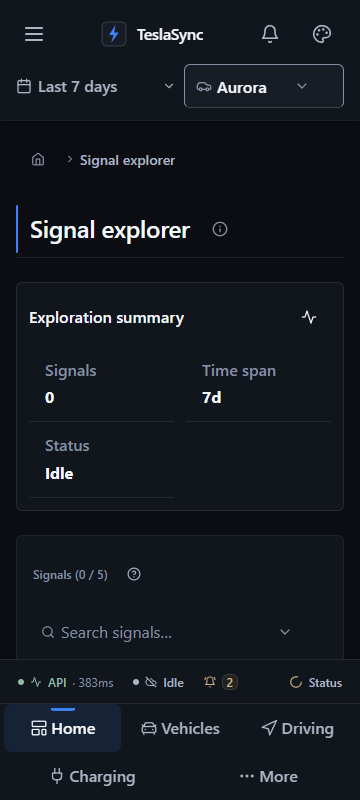 TeslaSync
Last 7 days
Aurora
Signal explorer
Signal explorer
Exploration summary
Signals
Time span
0
7d
Status
Idle
Signals (0 / 5)
Search signals...
API · 383ms
Idle
2
Status
Home
Vehicles
Driving
Charging
More